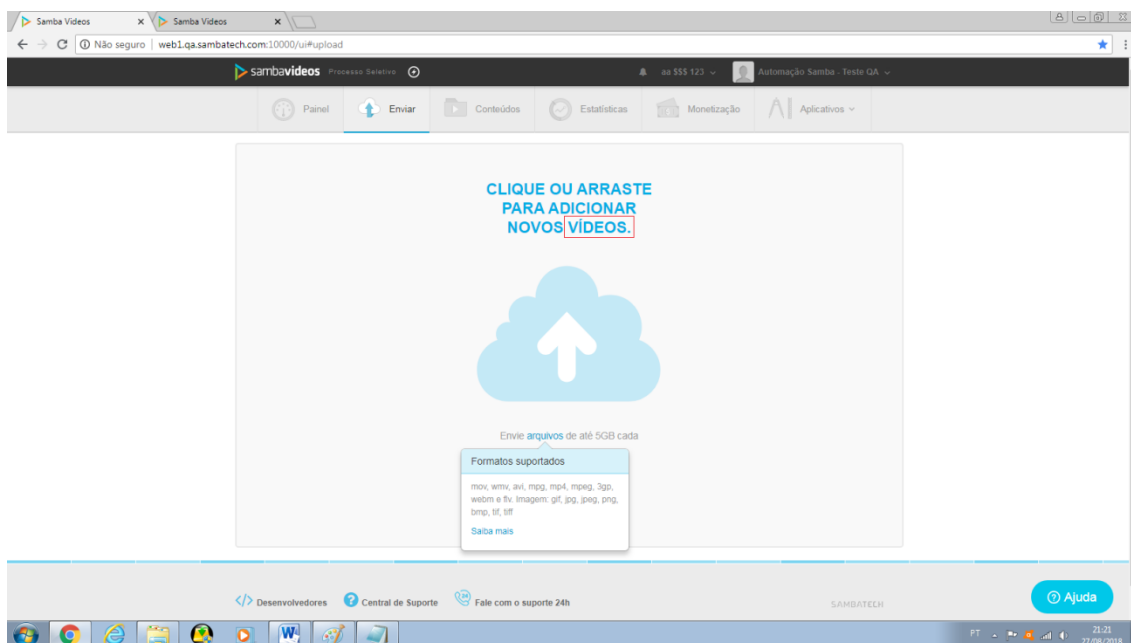 Samba Videos
Samba Videos
Não seguro | web1.qa.sambatech.com:10000/ui#upload
sambavideos Processo Seletivo
aa $$$ 123
Automação Samba - Teste QA
Painel
Enviar
Conteúdos
Estatísticas
Monetização
Aplicativos
CLIQUE OU ARRASTE
PARA ADICIONAR
NOVOS VÍDEOS.
Envie arquivos de até 5GB cada
Formatos suportados
mov, wmv, avi, mpg, mp4, mpeg, 3gp,
webm e flv. Imagem: gif, jpg, jpeg, png,
bmp, tif, tiff
Saiba mais
Desenvolvedores
Central de Suporte
Fale com o suporte 24h
SAMBATECH
Ajuda
PT
21:21
27/08/2018